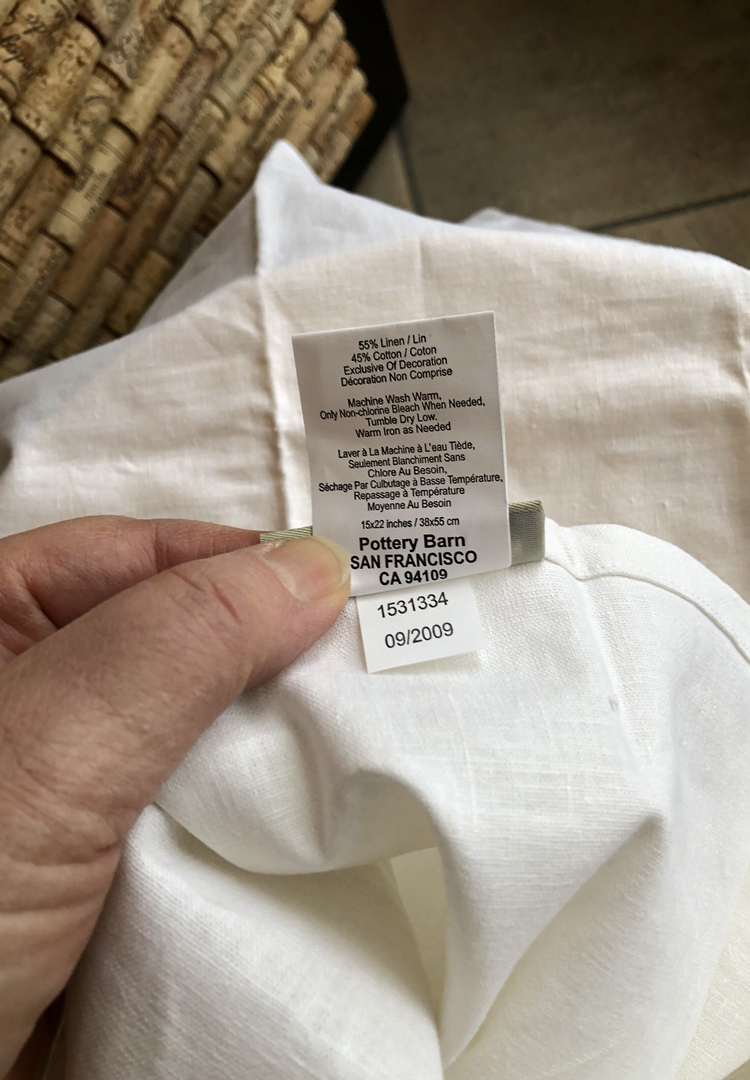 55% Linen / Lin
45% Cotton / Coton
Exclusive Of Decoration
Décoration Non Comprise
Machine Wash Warm,
Only Non-chlorine Bleach When Needed,
Tumble Dry Low.
Warm Iron as Needed
Laver à La Machine à L'eau Tiède,
Seulement Blanchiment Sans
Chlore Au Besoin,
Séchage Par Culbutage à Basse Température,
Repassage à Température
Moyenne Au Besoin
15x22 inches / 38x55 cm
Pottery Barn
SAN FRANCISCO
CA 94109
1531334
09/2009